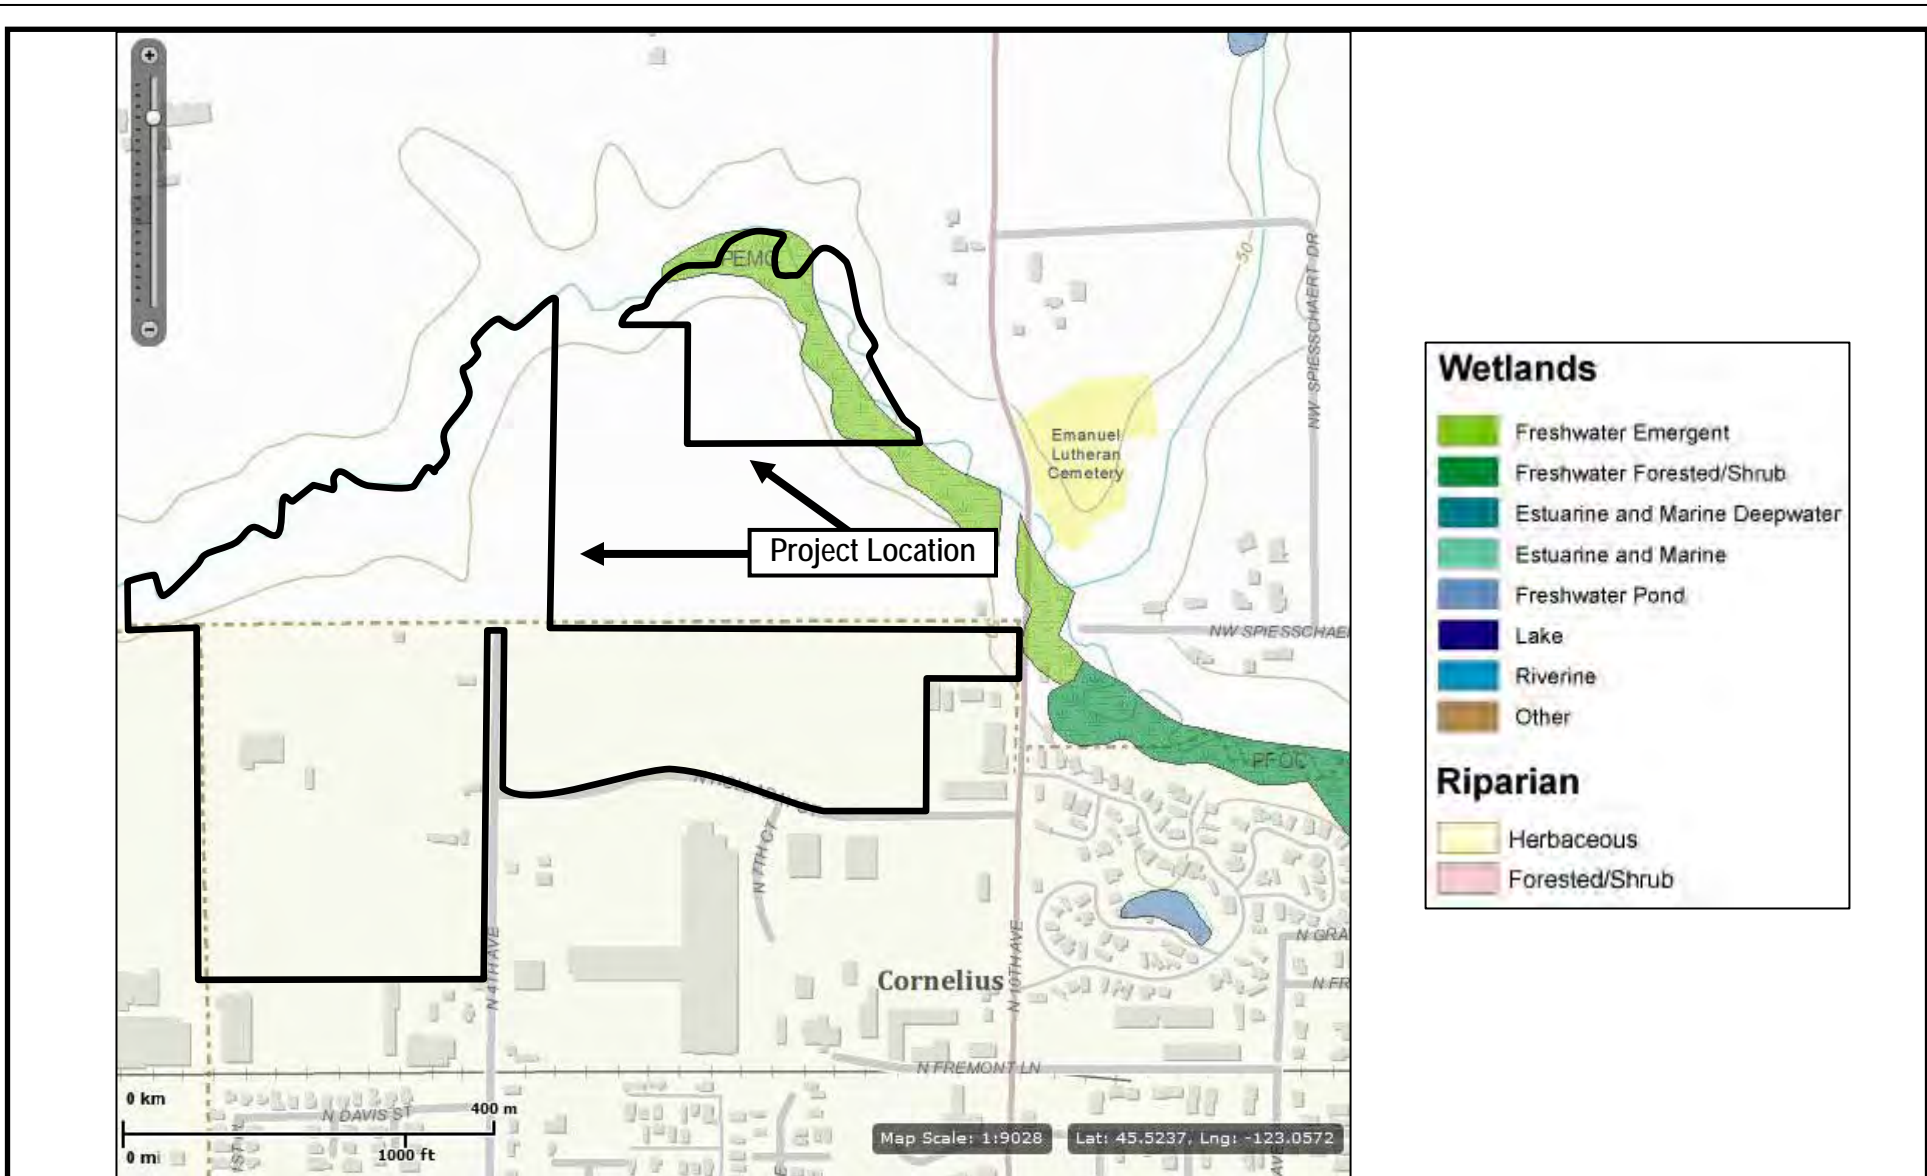 +
−
PEMC
50
NW SPIESSCHAERT DR
Emanuel
Lutheran
Cemetery
Project Location
NW SPIESSCHAE
PFOC
N 7TH CT
N 4TH AVE
N 10TH AVE
N GRA
Cornelius
N FR
N FREMONT LN
0 km
N DAVIS ST
400 m
0 mi
1000 ft
Map Scale: 1:9028
Lat: 45.5237, Lng: -123.0572
Wetlands
Freshwater Emergent
Freshwater Forested/Shrub
Estuarine and Marine Deepwater
Estuarine and Marine
Freshwater Pond
Lake
Riverine
Other
Riparian
Herbaceous
Forested/Shrub